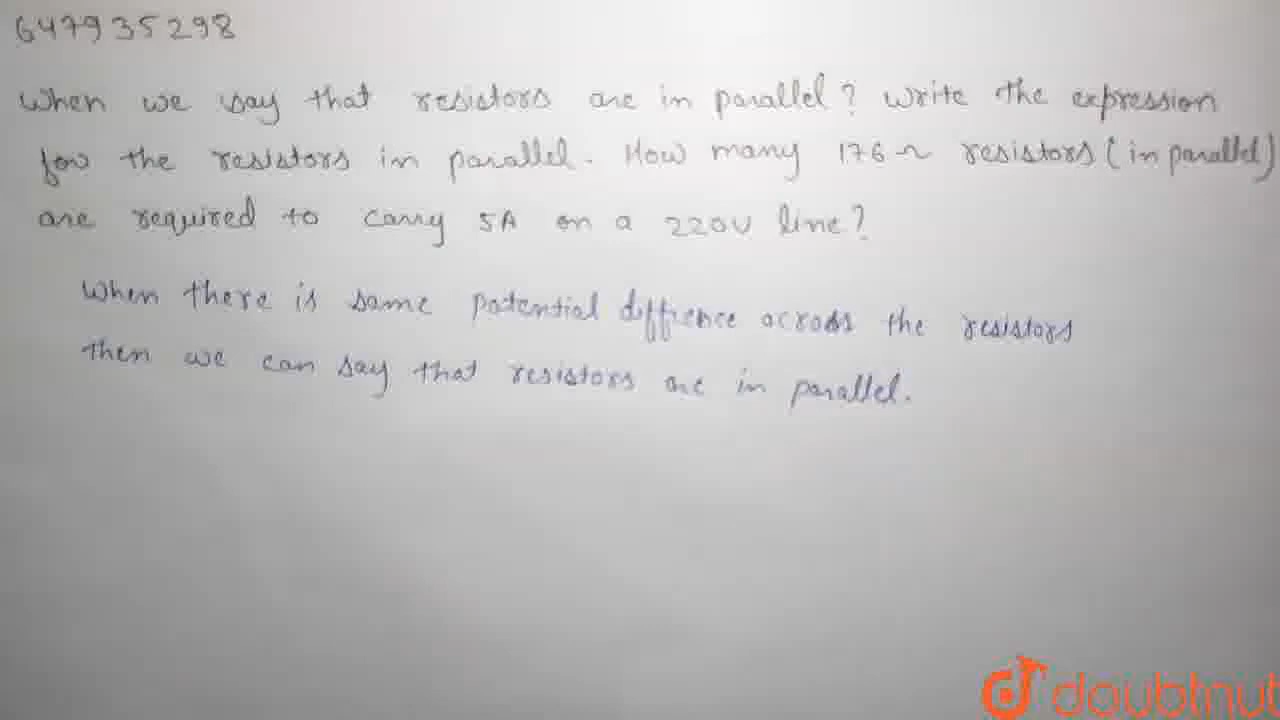 647935298
When we say that resistors are in parallel? Write the expression
for the resistors in parallel. How many 176 Ω resistors (in parallel)
are required to carry 5A on a 220V line?
When there is same potential diffrence across the resistors
then we can say that resistors are in parallel.
doubtnut